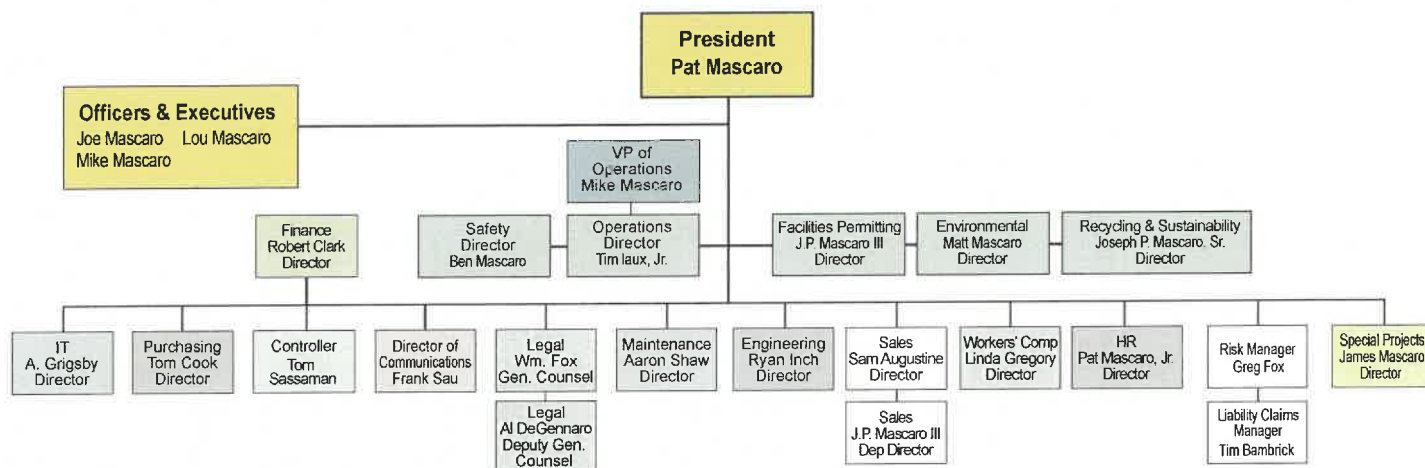 President
Pat Mascaro
Officers & Executives
Joe Mascaro Lou Mascaro
Mike Mascaro
VP of
Operations
Mike Mascaro
Finance
Robert Clark
Director
Safety
Director
Ben Mascaro
Operations
Director
Tim Iaux, Jr.
Facilities Permitting
J.P. Mascaro III
Director
Environmental
Matt Mascaro
Director
Recycling & Sustainability
Joseph P. Mascaro, Sr.
Director
IT
A. Grigsby
Director
Purchasing
Tom Cook
Director
Controller
Tom
Sassaman
Director of
Communications
Frank Sau
Legal
Wm. Fox
Gen. Counsel
Maintenance
Aaron Shaw
Director
Engineering
Ryan Inch
Director
Sales
Sam Augustine
Director
Workers' Comp
Linda Gregory
Director
HR
Pat Mascaro, Jr.
Director
Risk Manager
Greg Fox
Special Projects
James Mascaro
Director
Legal
Al DeGennaro
Deputy Gen.
Counsel
Sales
J.P. Mascaro III
Dep Director
Liability Claims
Manager
Tim Bambrick